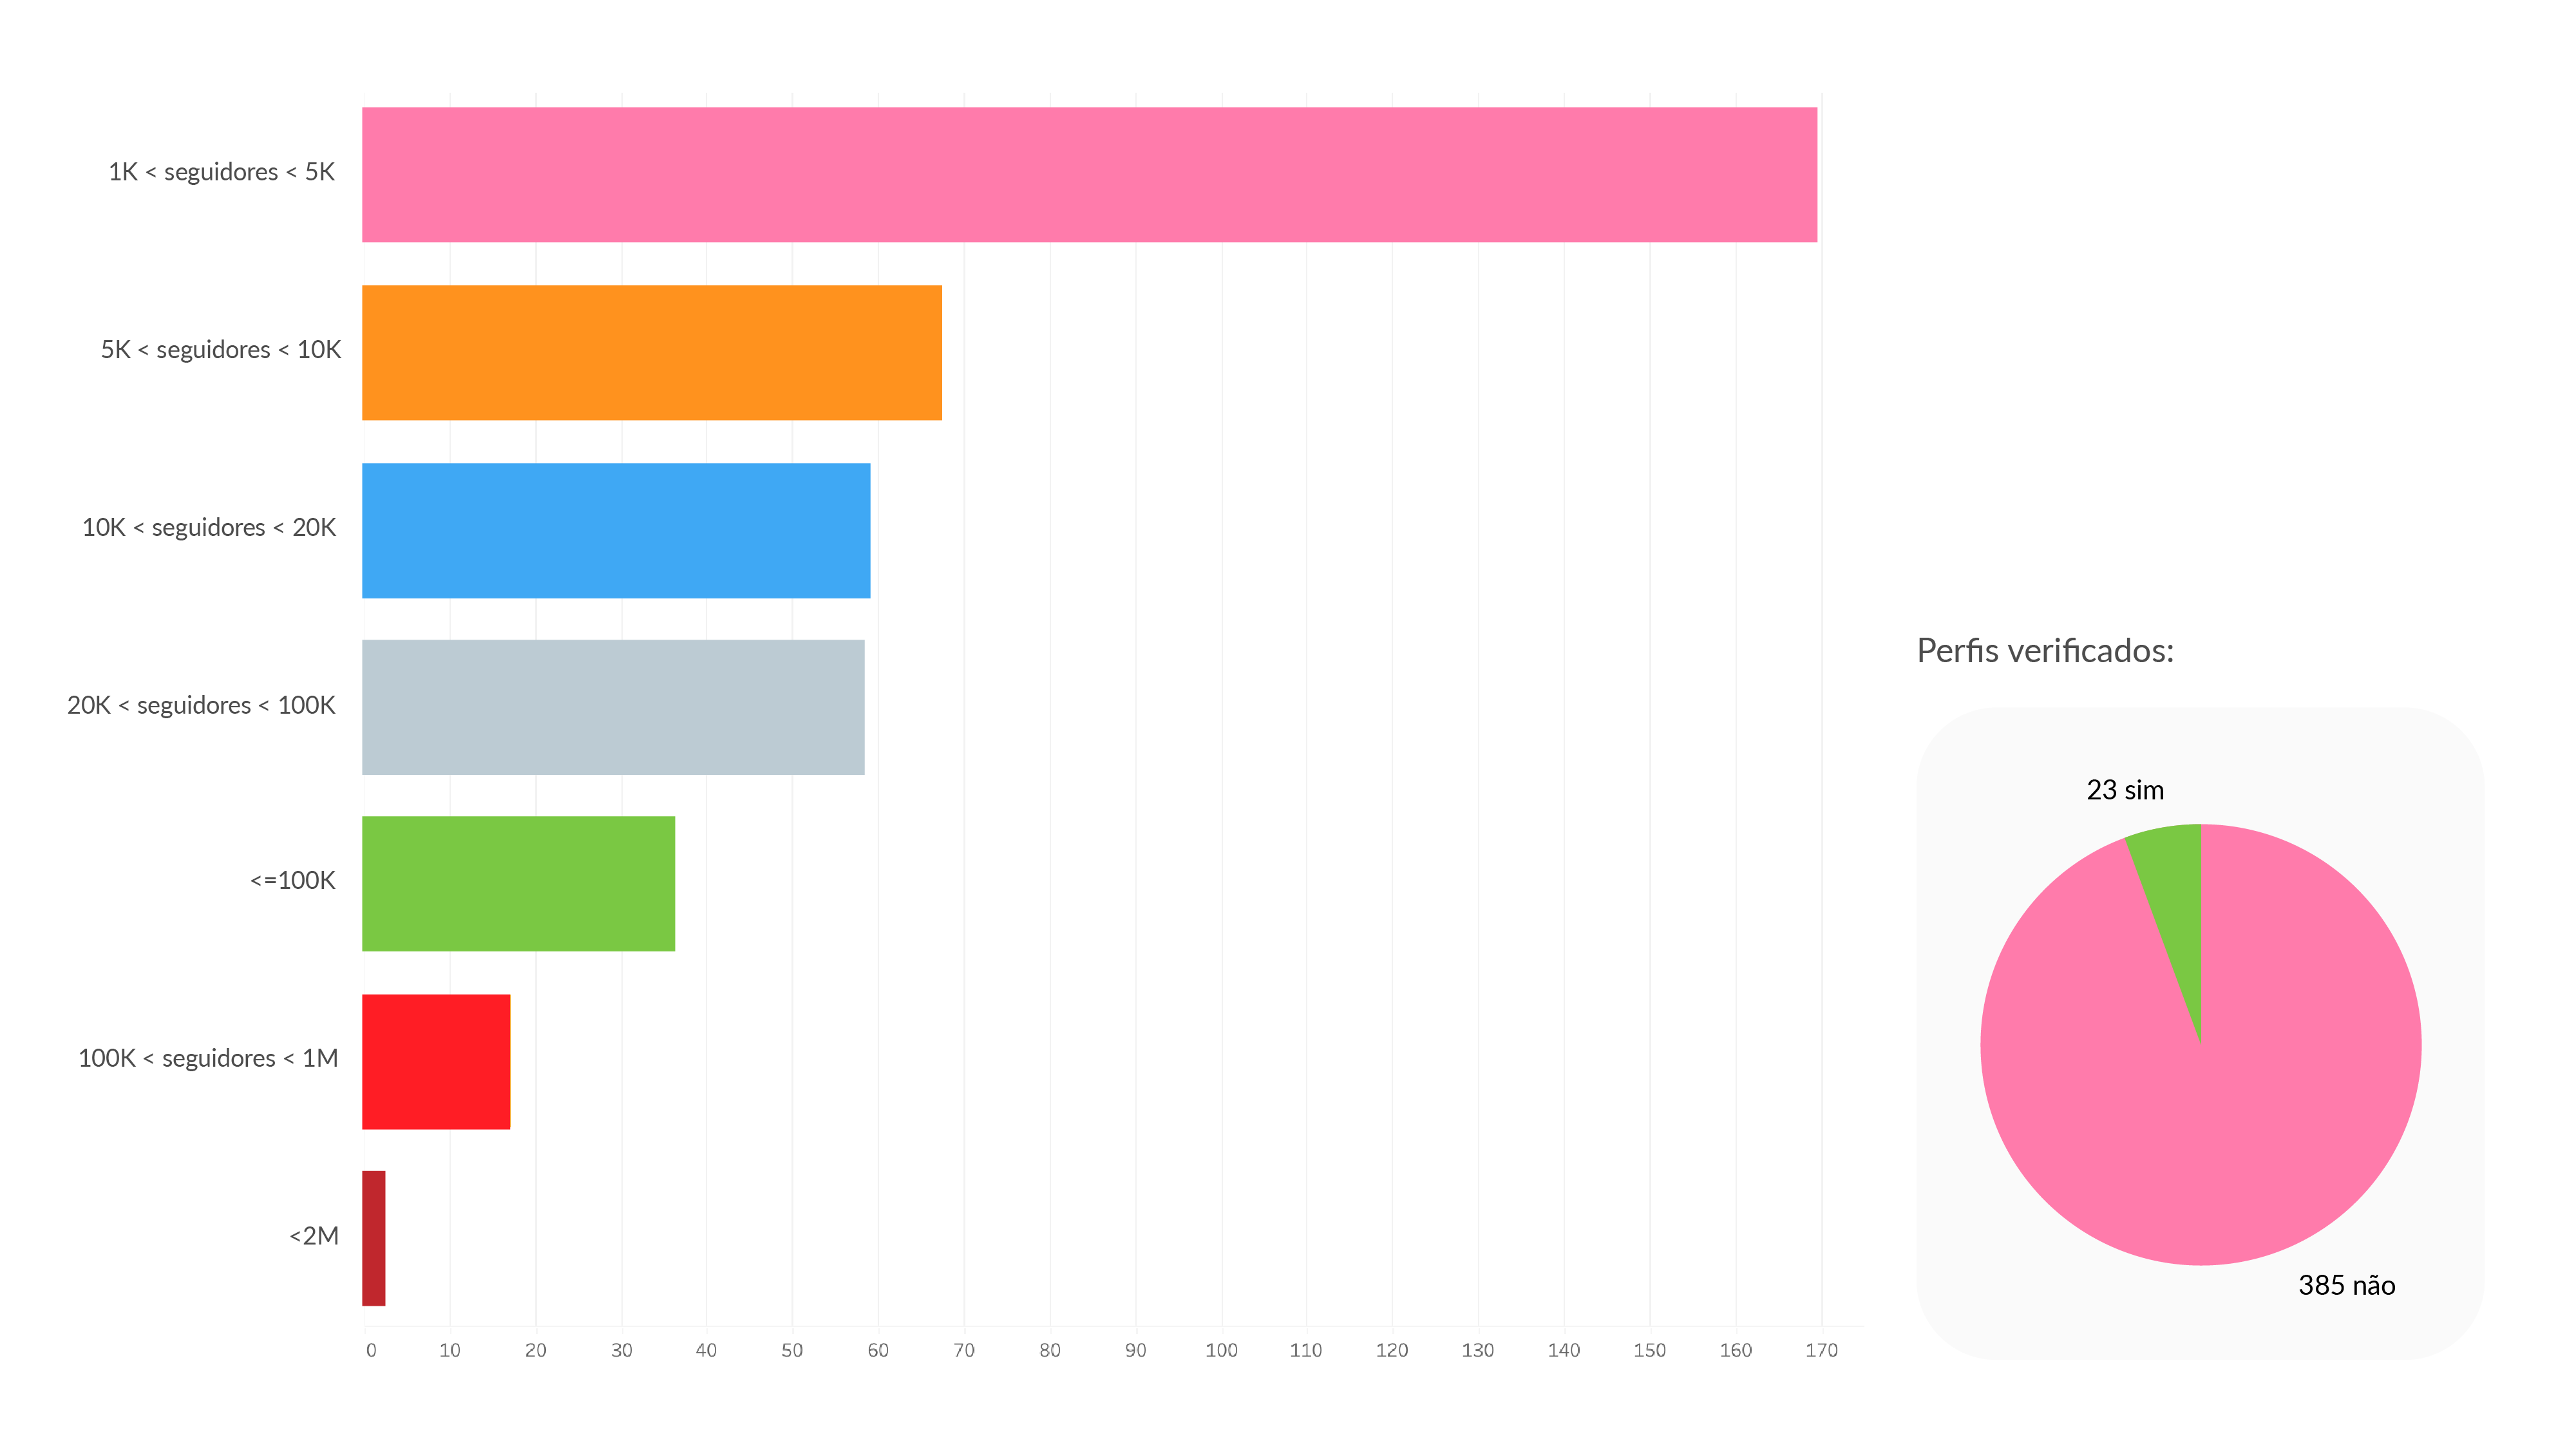 1K < seguidores < 5K
5K < seguidores < 10K
10K < seguidores < 20K
20K < seguidores < 100K
<=100K
100K < seguidores < 1M
<2M
0 10 20 30 40 50 60 70 80 90 100 110 120 130 140 150 160 170
Perfis verificados:
23 sim
385 não